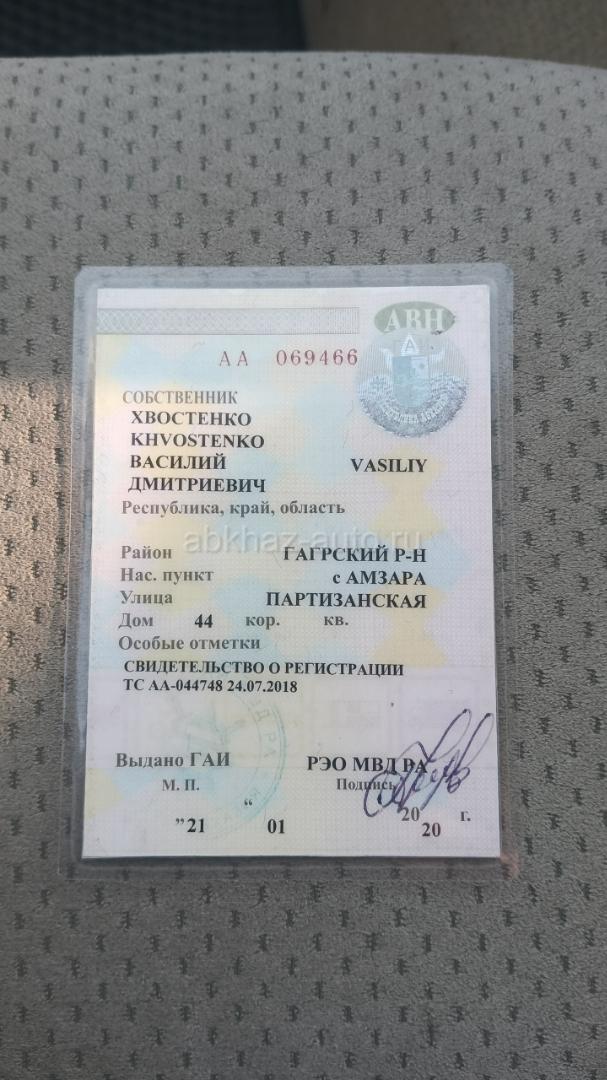 АВН
АА 069466
СОБСТВЕННИК
ХВОСТЕНКО
KHVOSTENKO
ВАСИЛИЙ VASILIY
ДМИТРИЕВИЧ
Республика, край, область
abkhaz-auto.ru
Район ГАГРСКИЙ Р-Н
Нас. пункт с АМЗАРА
Улица ПАРТИЗАНСКАЯ
Дом 44 кор. кв.
Особые отметки
СВИДЕТЕЛЬСТВО О РЕГИСТРАЦИИ
ТС АА-044748 24.07.2018
Выдано ГАИ РЭО МВД РА
М. П. Подпись
"21 “ 01 20 20 г.